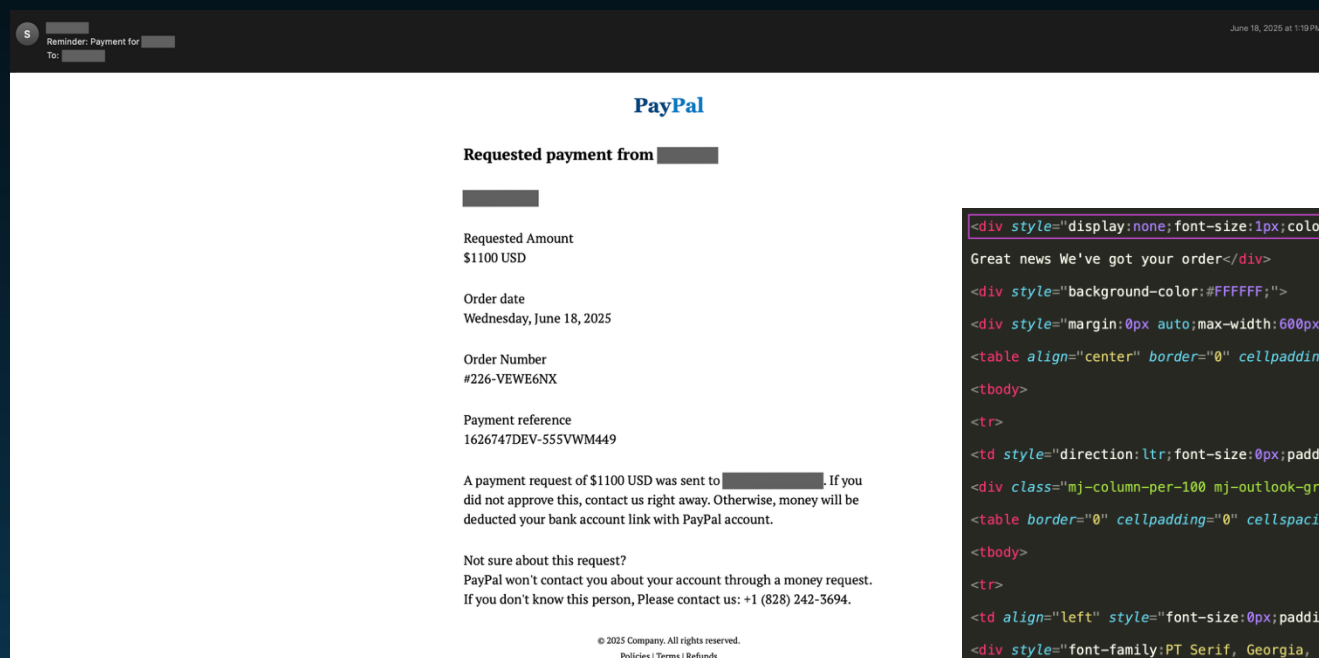 S
Reminder: Payment for
To:
June 18, 2025 at 1:19 PM
PayPal
Requested payment from
Requested Amount
$1100 USD
Order date
Wednesday, June 18, 2025
Order Number
#226-VEWE6NX
Payment reference
1626747DEV-555VWM449
A payment request of $1100 USD was sent to . If you
did not approve this, contact us right away. Otherwise, money will be
deducted your bank account link with PayPal account.
Not sure about this request?
PayPal won't contact you about your account through a money request.
If you don't know this person, Please contact us: +1 (828) 242-3694.
© 2025 Company. All rights reserved.
Policies | Terms | Refunds
<div style="display:none;font-size:1px;colo
Great news We've got your order</div>
<div style="background-color:#FFFFFF;">
<div style="margin:0px auto;max-width:600px
<table align="center" border="0" cellpaddin
<tbody>
<tr>
<td style="direction:ltr;font-size:0px;padd
<div class="mj-column-per-100 mj-outlook-gr
<table border="0" cellpadding="0" cellspaci
<tbody>
<tr>
<td align="left" style="font-size:0px;paddi
<div style="font-family:PT Serif, Georgia,